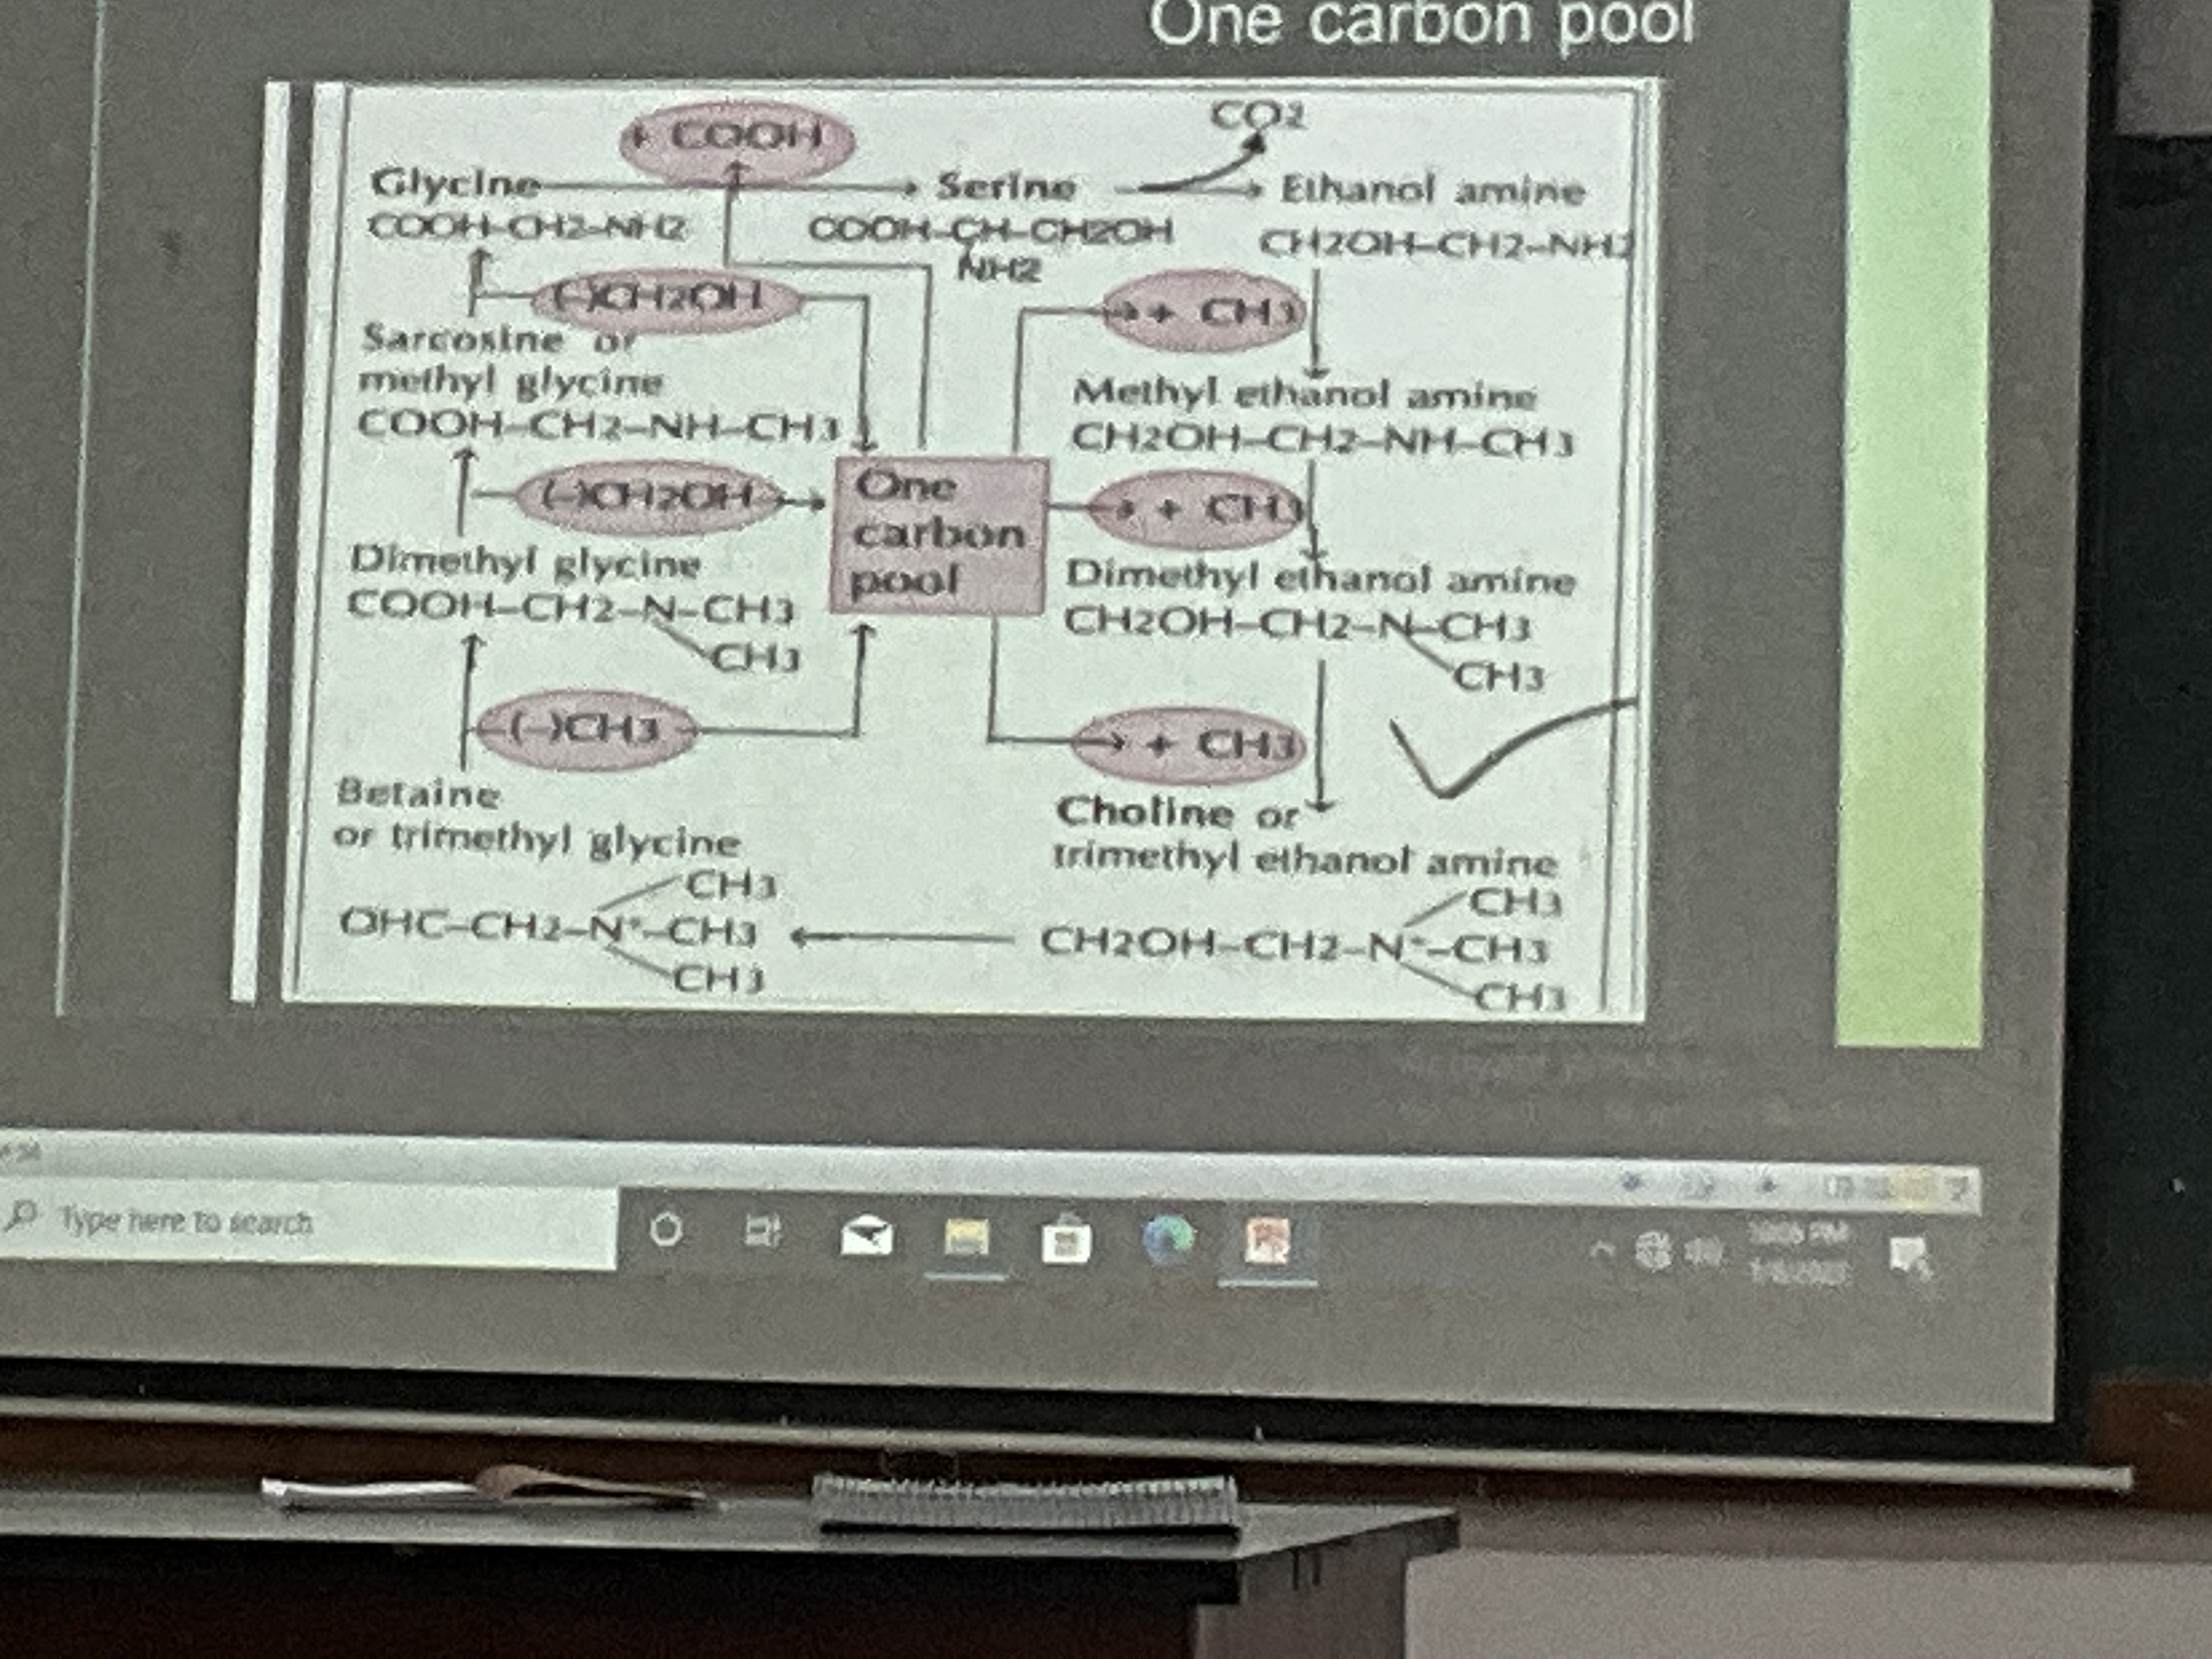 One carbon pool
+ COOH
CO2
Glycine
Serine
Ethanol amine
COOH-CH2-NH2
COOH-CH-CH2OH
NH2
CH2OH-CH2-NH2
(-)CH2OH
+ CH3
Sarcosine or
methyl glycine
COOH-CH2-NH-CH3
Methyl ethanol amine
CH2OH-CH2-NH-CH3
(-)CH2OH
One
carbon
pool
+ CH3
Dimethyl glycine
COOH-CH2-N-CH3
CH3
Dimethyl ethanol amine
CH2OH-CH2-N-CH3
CH3
(-)CH3
+ CH3
Betaine
or trimethyl glycine
CH3
OHC-CH2-N+-CH3
CH3
Choline or
trimethyl ethanol amine
CH3
CH2OH-CH2-N+-CH3
CH3
Type here to search
PM